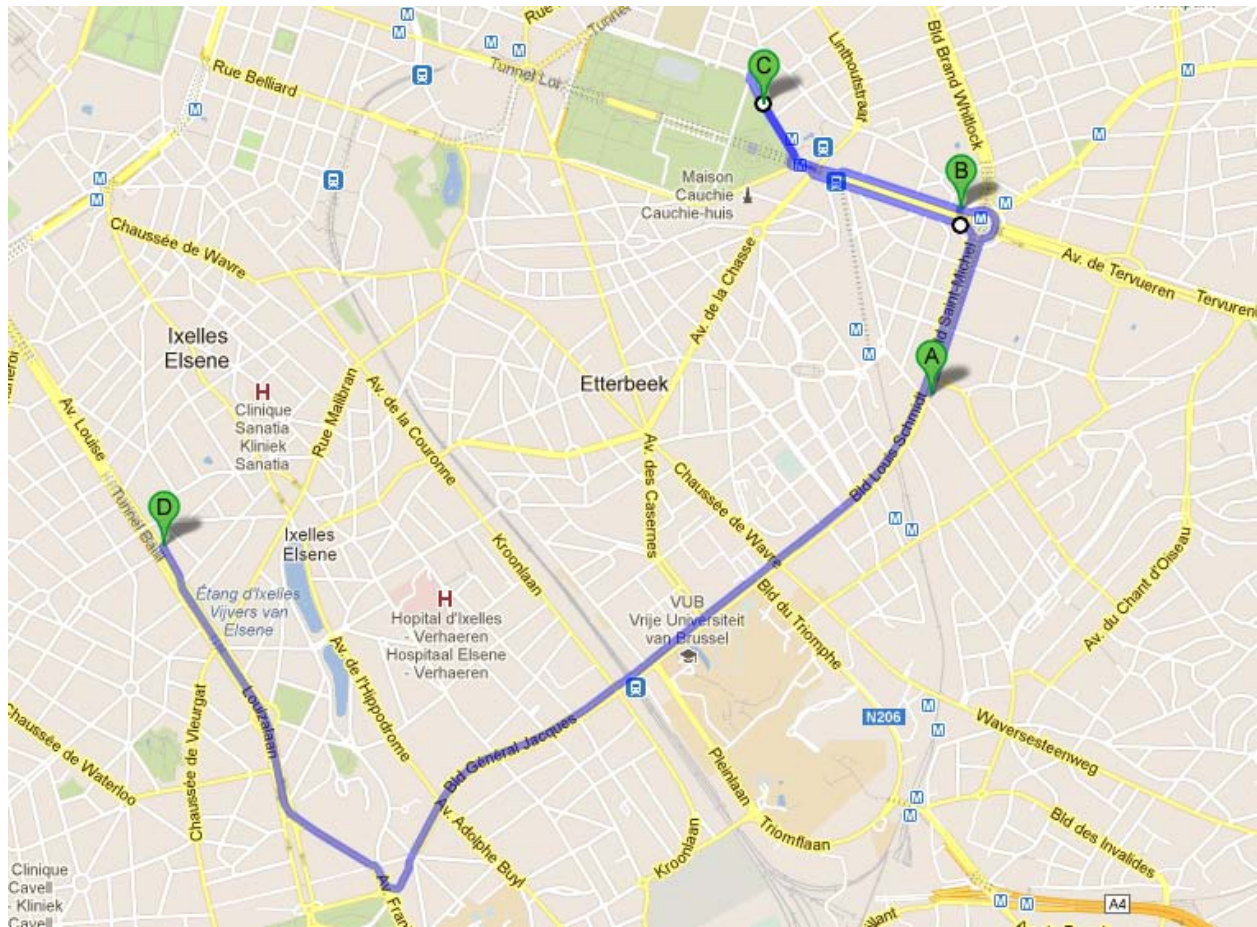 C
Linthoutstraat
Bld Brand Whitlock
Tunnel Loi
Rue Belliard
M
B
Maison
Cauchie
Cauchie-huis
Av. de Tervueren
Tervuren
Chaussée de Wavre
Av. de la Chasse
Saint-Michel
A
Ixelles
Elsene
Etterbeek
H
Clinique
Sanatia
Kliniek
Sanatia
Rue Malibran
Av. de la Couronne
Av. Louise
Bld Louis Schmidt
Av. des Casernes
Chaussée de Wavre
D
Tunnel Bailli
Ixelles
Elsene
Kroonlaan
Étang d'Ixelles
Vijvers van
Elsene
H
Hopital d'Ixelles
- Verhaeren
Hospitaal Elsene
- Verhaeren
VUB
Vrije Universiteit
van Brussel
Bld du Triomphe
Av. du Chant d'Oiseau
Av. de l'Hippodrome
Louizalaan
Chaussée de Vleurgat
Chaussée de Waterloo
Bld Général Jacques
N206
Waversesteenweg
Pleinlaan
Av. Adolphe Buyl
Triomflaan
Kroonlaan
Bld des Invalides
Clinique
Cavell
- Kliniek
Cavell
Av. Fran
A4